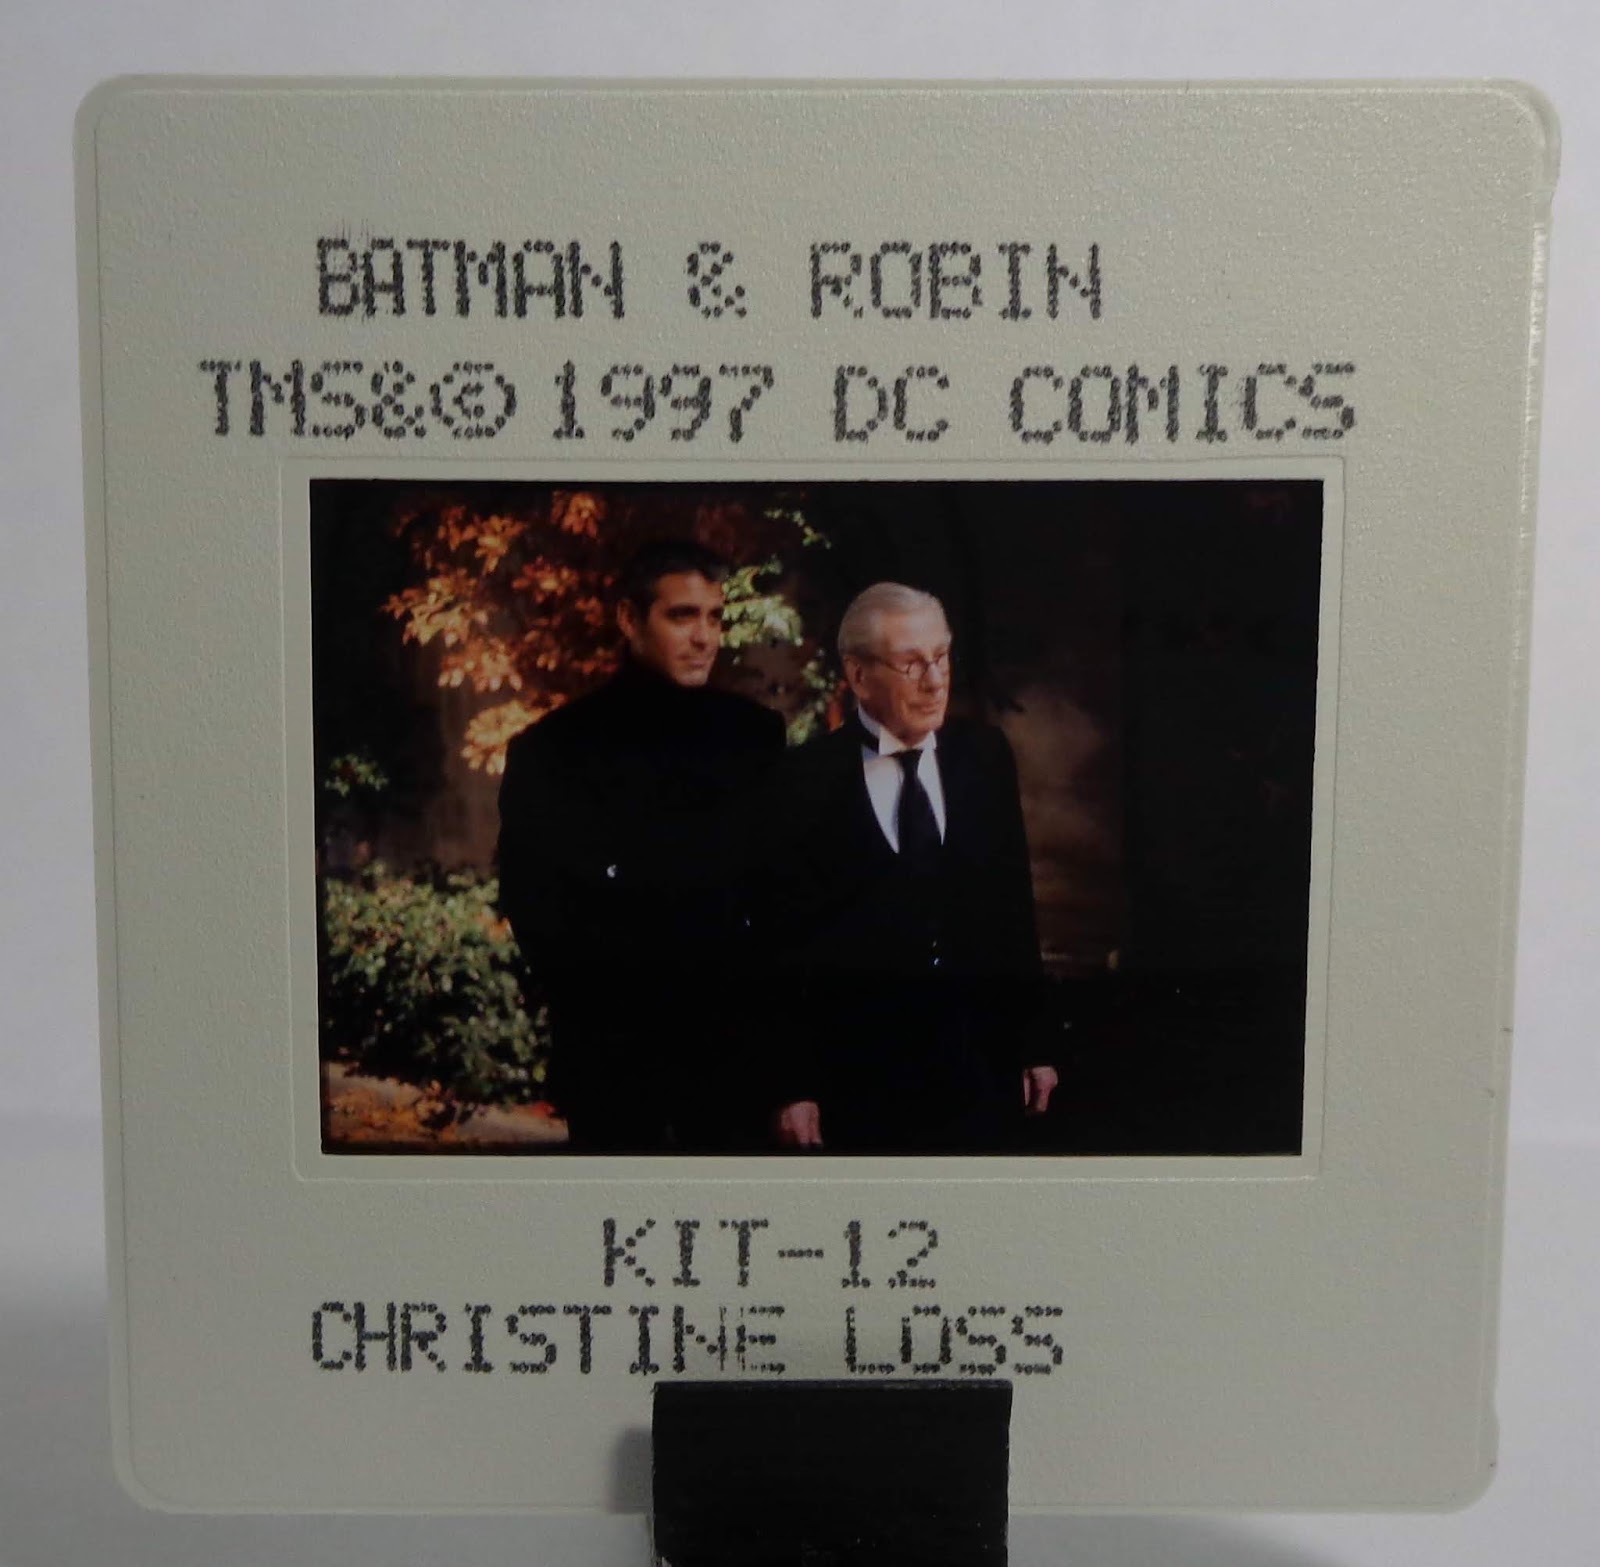 BATMAN & ROBIN
TMS&© 1997 DC COMICS
KIT-12
CHRISTINE LOSS